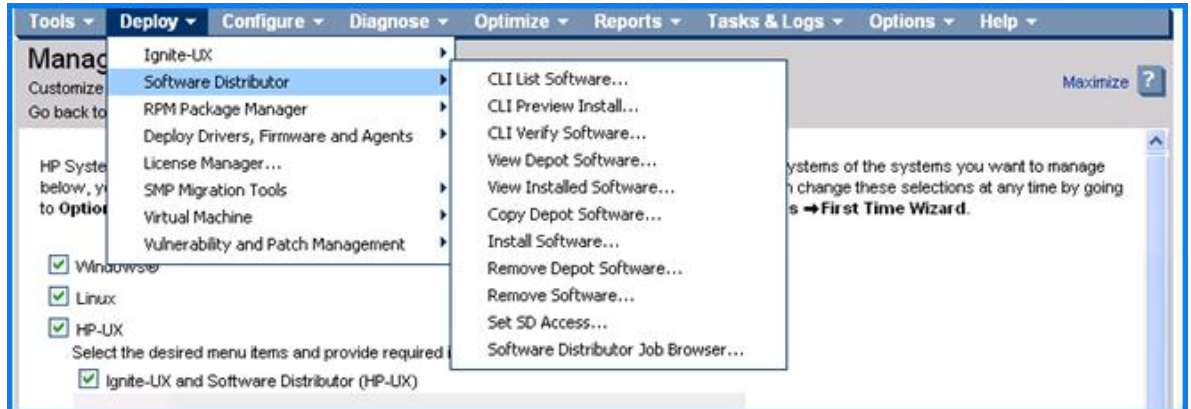 Tools Deploy Configure Diagnose Optimize Reports Tasks & Logs Options Help
Manag
Customize
Go back to
Maximize ?
Ignite-UX
Software Distributor
RPM Package Manager
Deploy Drivers, Firmware and Agents
License Manager...
SMP Migration Tools
Virtual Machine
Vulnerability and Patch Management
CLI List Software...
CLI Preview Install...
CLI Verify Software...
View Depot Software...
View Installed Software...
Copy Depot Software...
Install Software...
Remove Depot Software...
Remove Software...
Set SD Access...
Software Distributor Job Browser...
HP Syste ystems of the systems you want to manage
below, y change these selections at any time by going
to Option s ➡First Time Wizard.
Windows®
Linux
HP-UX
Select the desired menu items and provide required i
Ignite-UX and Software Distributor (HP-UX)